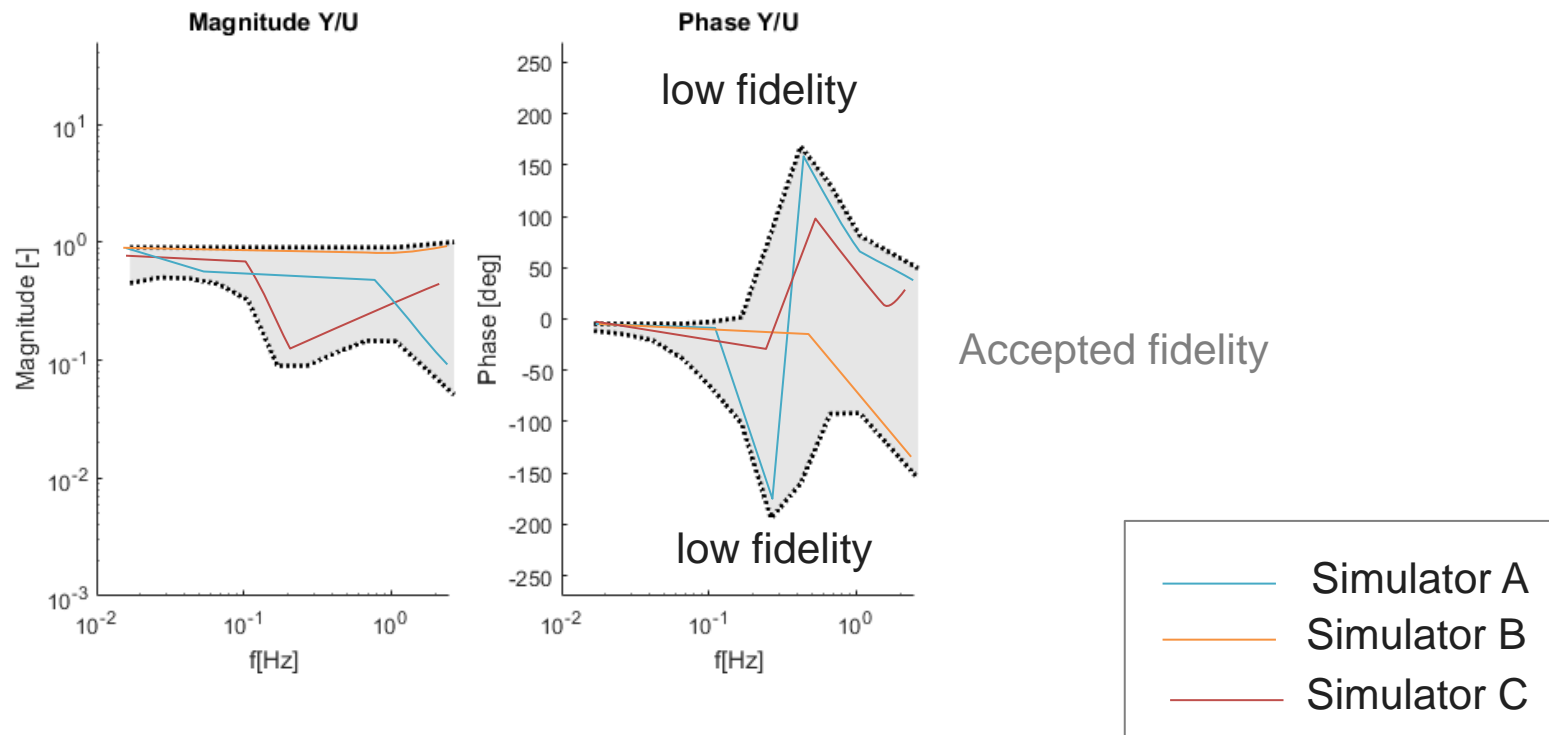 Magnitude Y/U
Magnitude [-]
10^1
10^0
10^-1
10^-2
10^-3
10^-2
10^-1
10^0
f[Hz]
Phase Y/U
Phase [deg]
250
200
150
100
50
0
-50
-100
-150
-200
-250
10^-2
10^-1
10^0
f[Hz]
low fidelity
low fidelity
Accepted fidelity
Simulator A
Simulator B
Simulator C